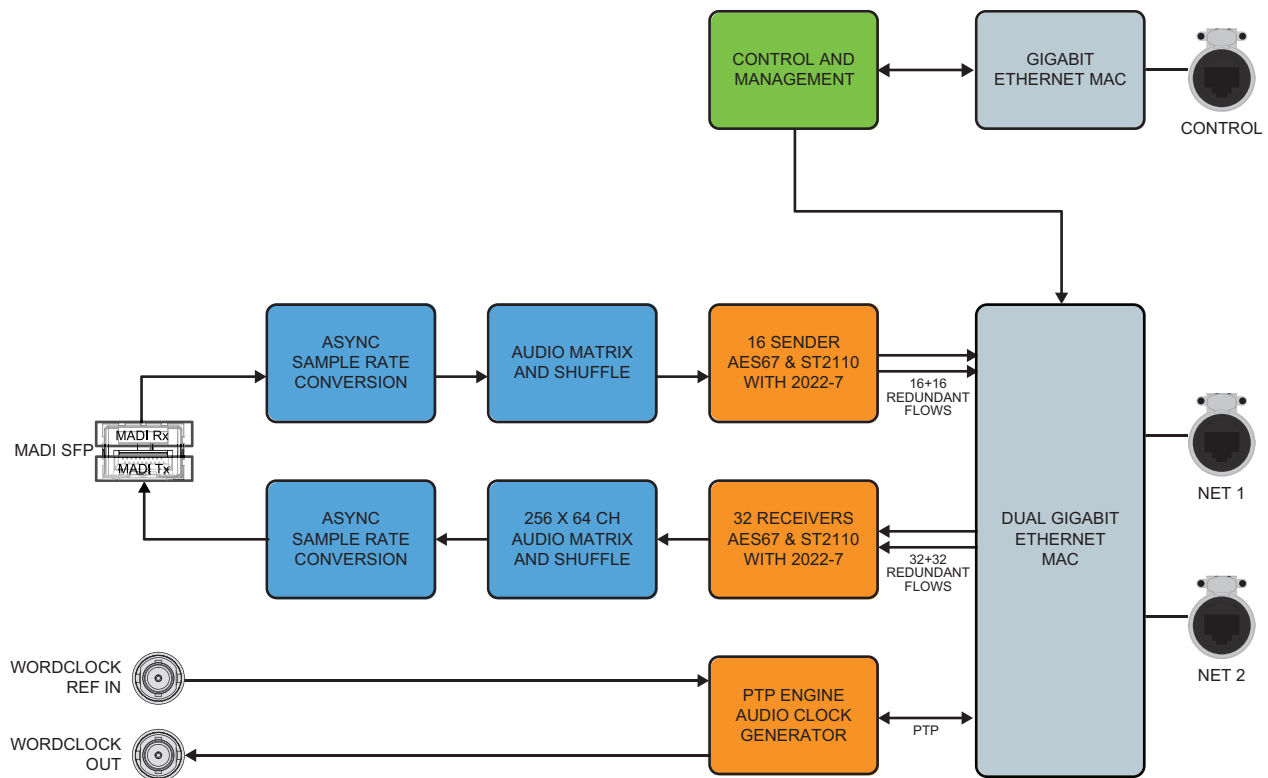 CONTROL AND
MANAGEMENT
GIGABIT
ETHERNET MAC
CONTROL
ASYNC
SAMPLE RATE
CONVERSION
AUDIO MATRIX
AND SHUFFLE
16 SENDER
AES67 & ST2110
WITH 2022-7
16+16
REDUNDANT
FLOWS
MADI SFP
MADI Rx
MADI Tx
NET 1
ASYNC
SAMPLE RATE
CONVERSION
256 X 64 CH
AUDIO MATRIX
AND SHUFFLE
32 RECEIVERS
AES67 & ST2110
WITH 2022-7
32+32
REDUNDANT
FLOWS
DUAL GIGABIT
ETHERNET
MAC
NET 2
WORDCLOCK
REF IN
WORDCLOCK
OUT
PTP ENGINE
AUDIO CLOCK
GENERATOR
PTP